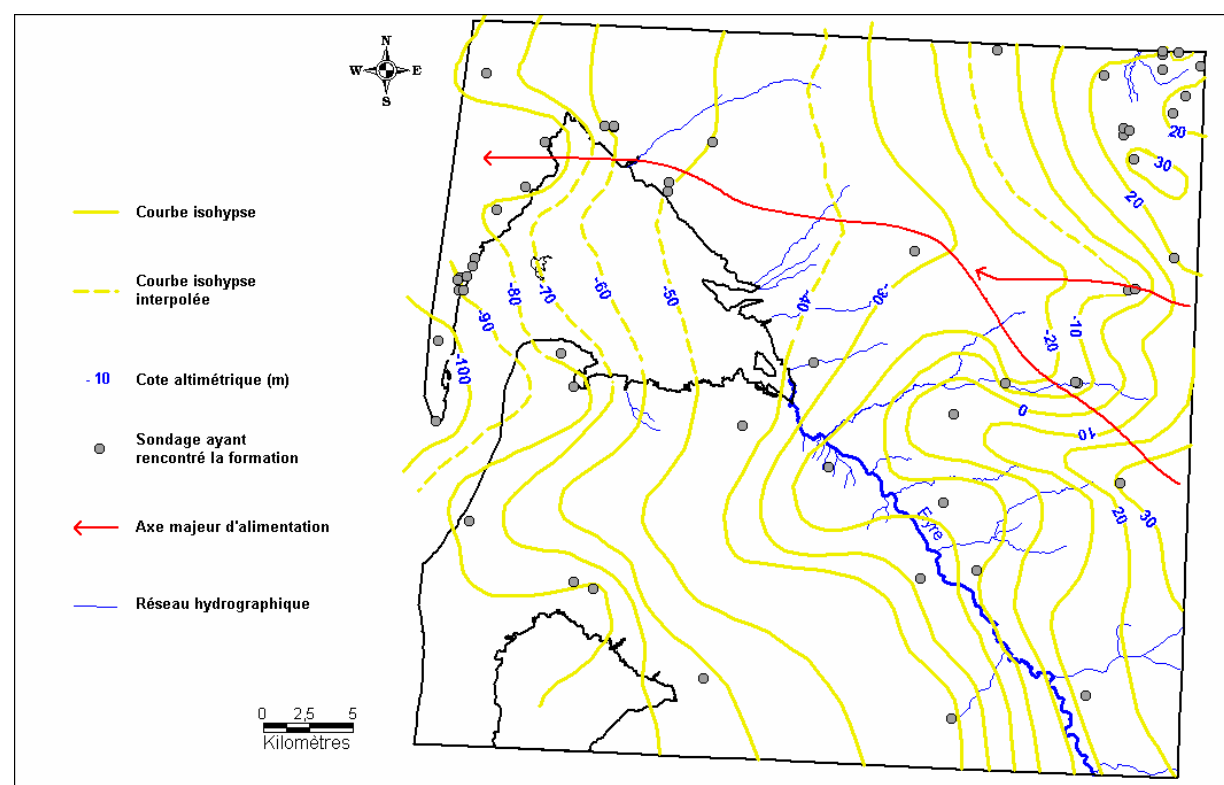 N
W E
S
20
30
20
Courbe isohypse
Courbe isohypse
interpolée
-100
-90
-80
-70
-60
-50
-40
-30
-20
-10
0
10
20
30
- 10 Cote altimétrique (m)
Sondage ayant
rencontré la formation
Axe majeur d'alimentation
Eyre
Réseau hydrographique
0 2,5 5
Kilomètres